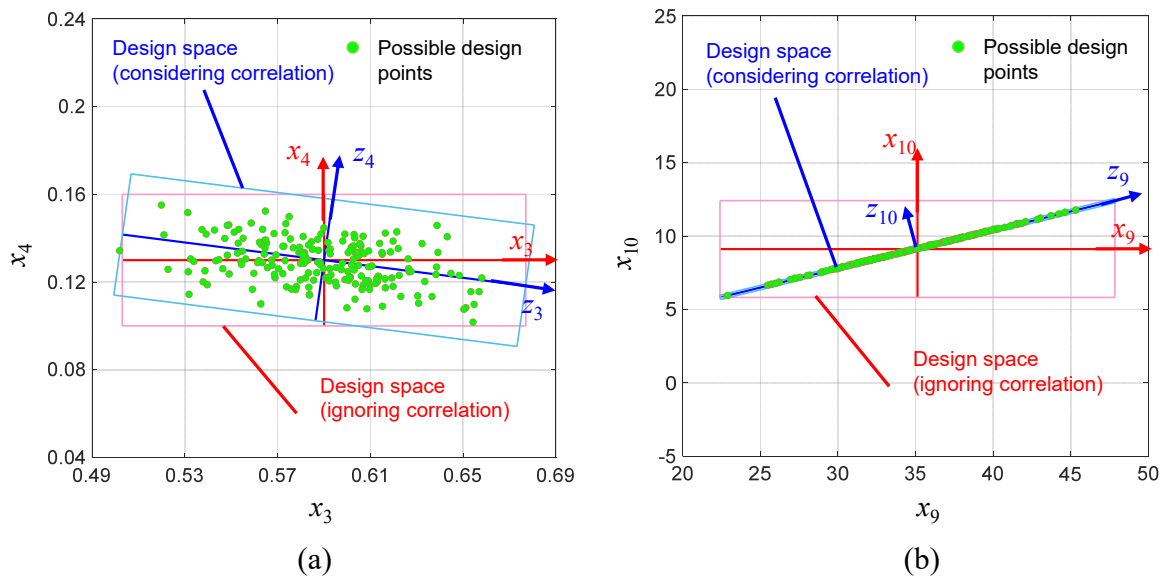 0.24
0.2
0.16
0.12
0.08
0.04
0.49
0.53
0.57
0.61
0.65
0.69
x4
x3
Design space
(considering correlation)
Possible design
points
x4
z4
x3
z3
Design space
(ignoring correlation)
(a)
25
20
15
10
5
0
-5
20
25
30
35
40
45
50
x10
x9
Design space
(considering correlation)
Possible design
points
x10
z10
z9
x9
Design space
(ignoring correlation)
(b)